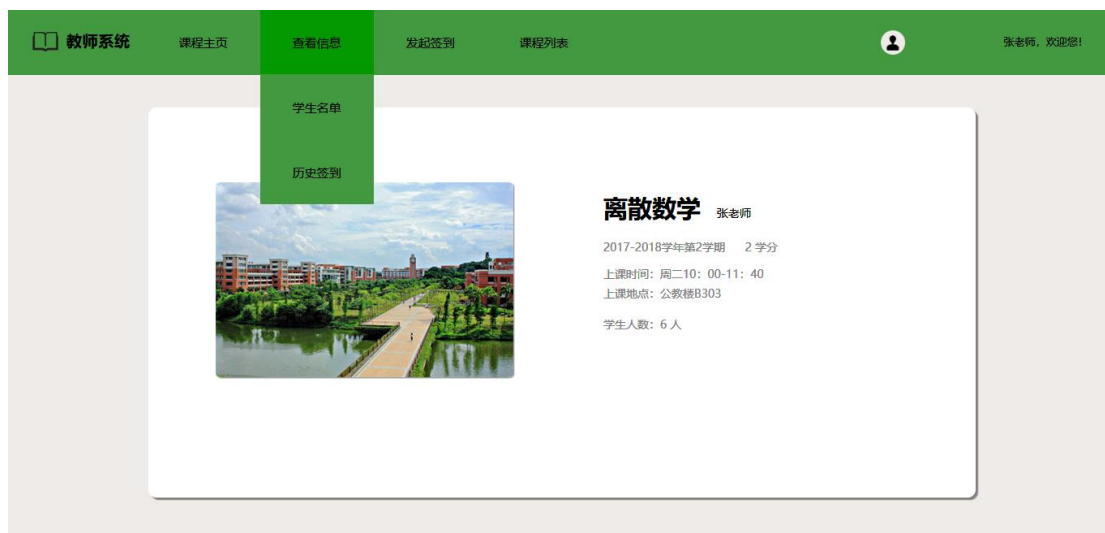 教师系统 课程主页 查看信息 发起签到 课程列表 张老师，欢迎您!
学生名单
历史签到
离散数学 张老师
2017-2018学年第2学期 2 学分
上课时间：周二10：00-11：40
上课地点：公教楼B303
学生人数：6 人